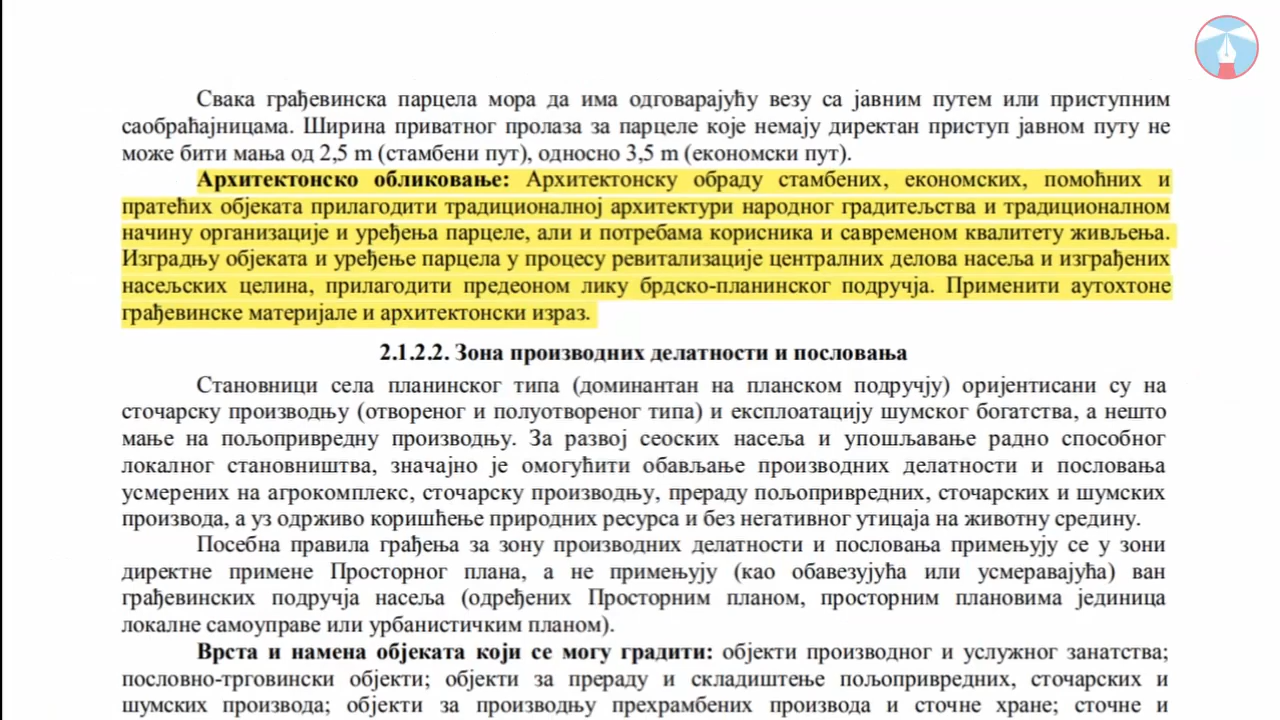 Свака грађевинска парцела мора да има одговарајућу везу са јавним путем или приступним
саобраћајницама. Ширина приватног пролаза за парцеле које немају директан приступ јавном путу не
може бити мања од 2,5 m (стамбени пут), односно 3,5 m (економски пут).
Архитектонско обликовање: Архитектонску обраду стамбених, економских, помоћних и
пратећих објеката прилагодити традиционалној архитектури народног градитељства и традиционалном
начину организације и уређења парцеле, али и потребама корисника и савременом квалитету живљења.
Изградњу објеката и уређење парцела у процесу ревитализације централних делова насеља и изграђених
насељских целина, прилагодити предеоном лику брдско-планинског подручја. Применити аутохтоне
грађевинске материјале и архитектонски израз.
2.1.2.2. Зона производних делатности и пословања
Становници села планинског типа (доминантан на планском подручју) оријентисани су на
сточарску производњу (отвореног и полуотвореног типа) и експлоатацију шумског богатства, а нешто
мање на пољопривредну производњу. За развој сеоских насеља и упошљавање радно способног
локалног становништва, значајно је омогућити обављање производних делатности и пословања
усмерених на агрокомплекс, сточарску производњу, прераду пољопривредних, сточарских и шумских
производа, а уз одрживо коришћење природних ресурса и без негативног утицаја на животну средину.
Посебна правила грађења за зону производних делатности и пословања примењују се у зони
директне примене Просторног плана, а не примењују (као обавезујућа или усмеравајућа) ван
грађевинских подручја насеља (одређених Просторним планом, просторним плановима јединица
локалне самоуправе или урбанистичким планом).
Врста и намена објеката који се могу градити: објекти производног и услужног занатства;
пословно-трговински објекти; објекти за прераду и складиштење пољопривредних, сточарских и
шумских производа; објекти за производњу прехрамбених производа и сточне хране; сточне и